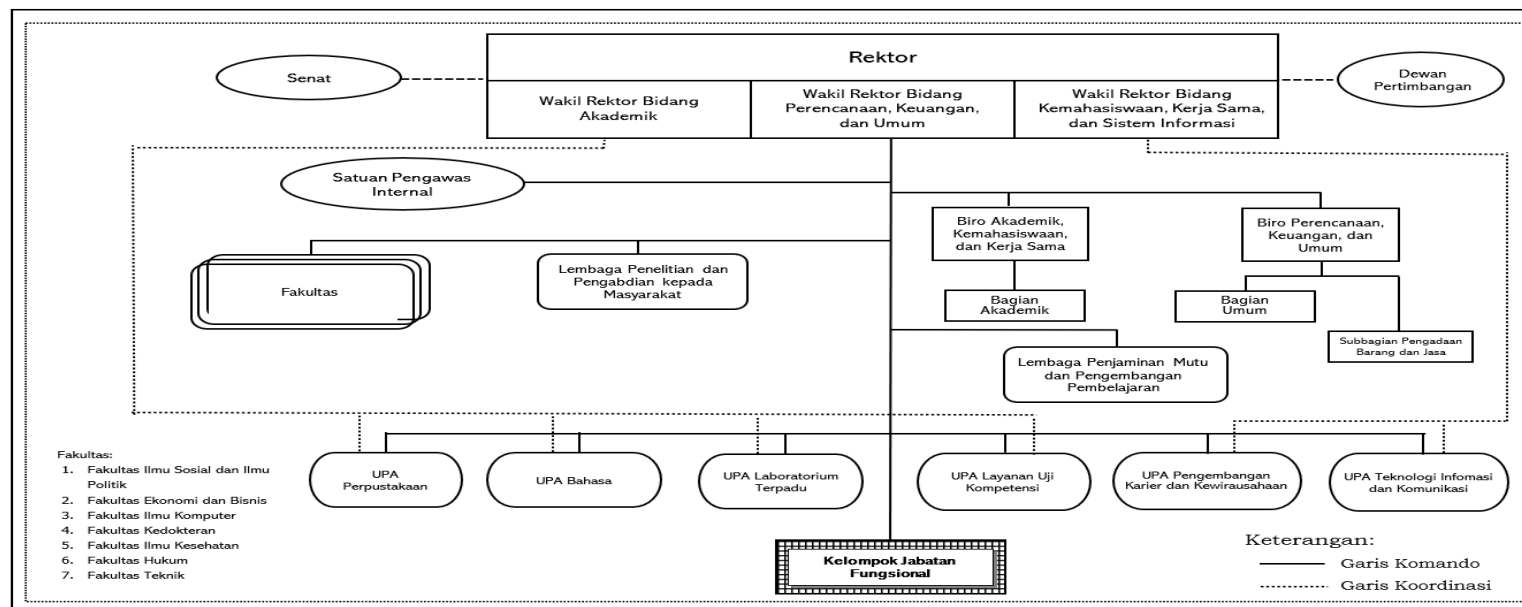 Rektor
Senat
Dewan
Pertimbangan
Wakil Rektor Bidang
Akademik
Wakil Rektor Bidang
Perencanaan, Keuangan,
dan Umum
Wakil Rektor Bidang
Kemahasiswaan, Kerja Sama,
dan Sistem Informasi
Satuan Pengawas
Internal
Biro Akademik,
Kemahasiswaan,
dan Kerja Sama
Biro Perencanaan,
Keuangan, dan
Umum
Fakultas
Lembaga Penelitian dan
Pengabdian kepada
Masyarakat
Bagian
Akademik
Bagian
Umum
Subbagian Pengadaan
Barang dan Jasa
Lembaga Penjaminan Mutu
dan Pengembangan
Pembelajaran
UPA
Perpustakaan
UPA Bahasa
UPA Laboratorium
Terpadu
UPA Layanan Uji
Kompetensi
UPA Pengembangan
Karier dan Kewirausahaan
UPA Teknologi Infomasi
dan Komunikasi
Fakultas:
1. Fakultas Ilmu Sosial dan Ilmu
Politik
2. Fakultas Ekonomi dan Bisnis
3. Fakultas Ilmu Komputer
4. Fakultas Kedokteran
5. Fakultas Ilmu Kesehatan
6. Fakultas Hukum
7. Fakultas Teknik
Kelompok Jabatan
Fungsional
Keterangan:
Garis Komando
Garis Koordinasi